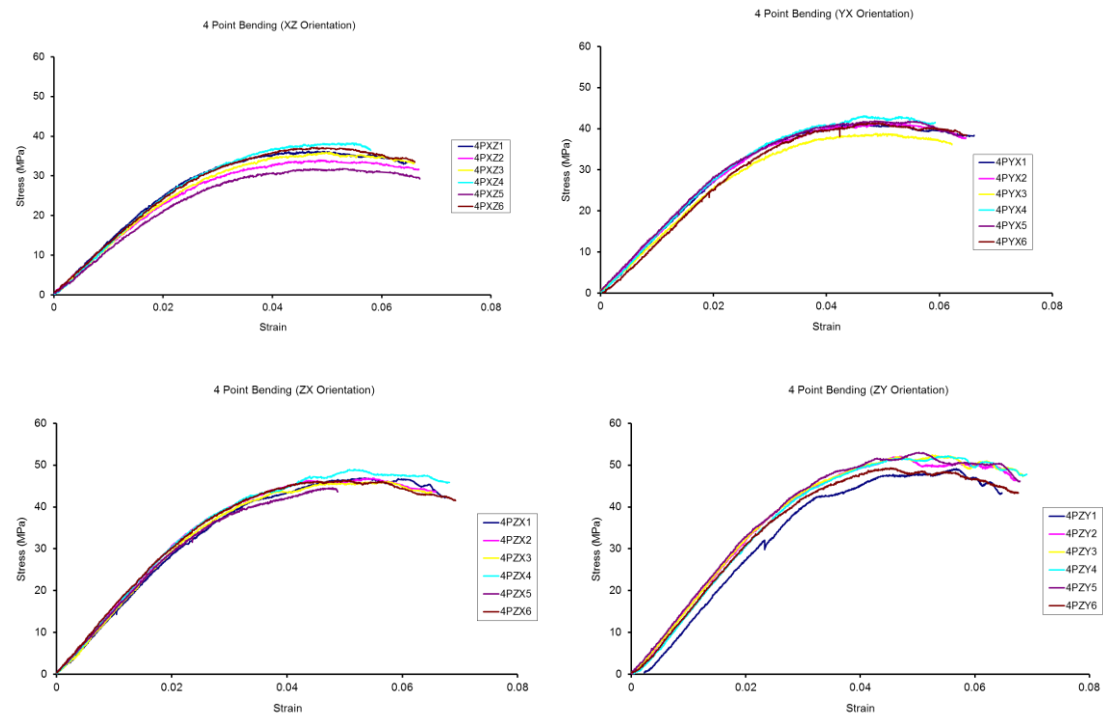 4 Point Bending (XZ Orientation)
60
50
40
30
20
10
0
Stress (MPa)
0
0.02
0.04
0.06
0.08
Strain
4PXZ1
4PXZ2
4PXZ3
4PXZ4
4PXZ5
4PXZ6
4 Point Bending (YX Orientation)
60
50
40
30
20
10
0
Stress (MPa)
0
0.02
0.04
0.06
0.08
Strain
4PYX1
4PYX2
4PYX3
4PYX4
4PYX5
4PYX6
4 Point Bending (ZX Orientation)
60
50
40
30
20
10
0
Stress (MPa)
0
0.02
0.04
0.06
0.08
Strain
4PZX1
4PZX2
4PZX3
4PZX4
4PZX5
4PZX6
4 Point Bending (ZY Orientation)
60
50
40
30
20
10
0
Stress (MPa)
0
0.02
0.04
0.06
0.08
Strain
4PZY1
4PZY2
4PZY3
4PZY4
4PZY5
4PZY6